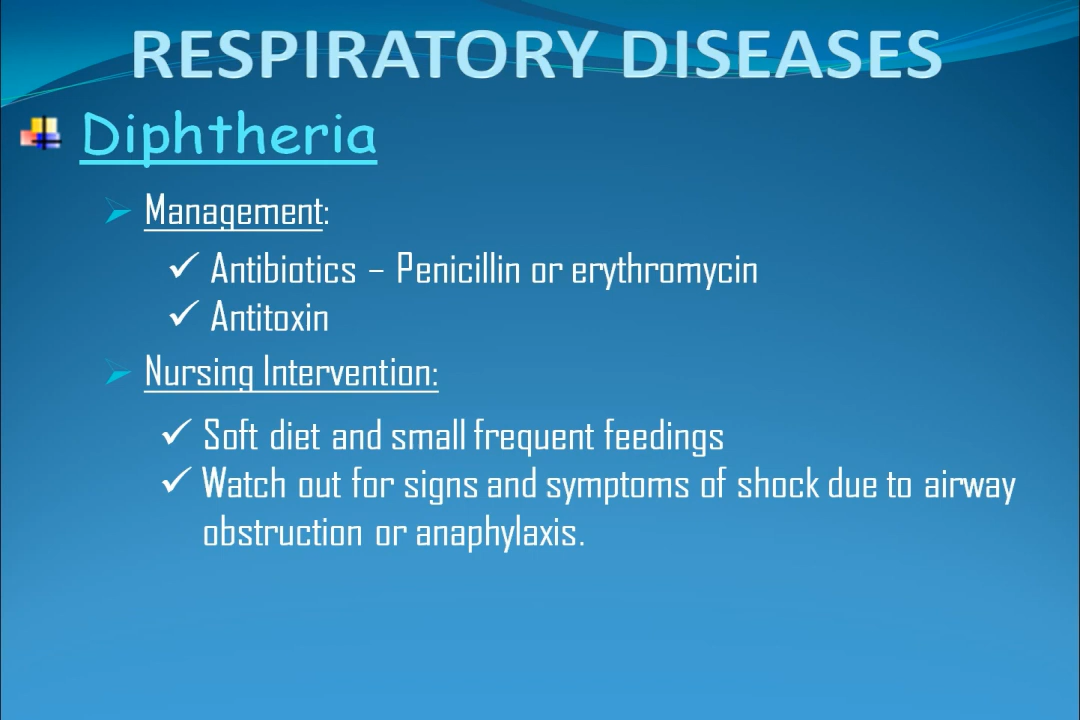 RESPIRATORY DISEASES
Diphtheria
Management:
Antibiotics – Penicillin or erythromycin
Antitoxin
Nursing Intervention:
Soft diet and small frequent feedings
Watch out for signs and symptoms of shock due to airway
obstruction or anaphylaxis.